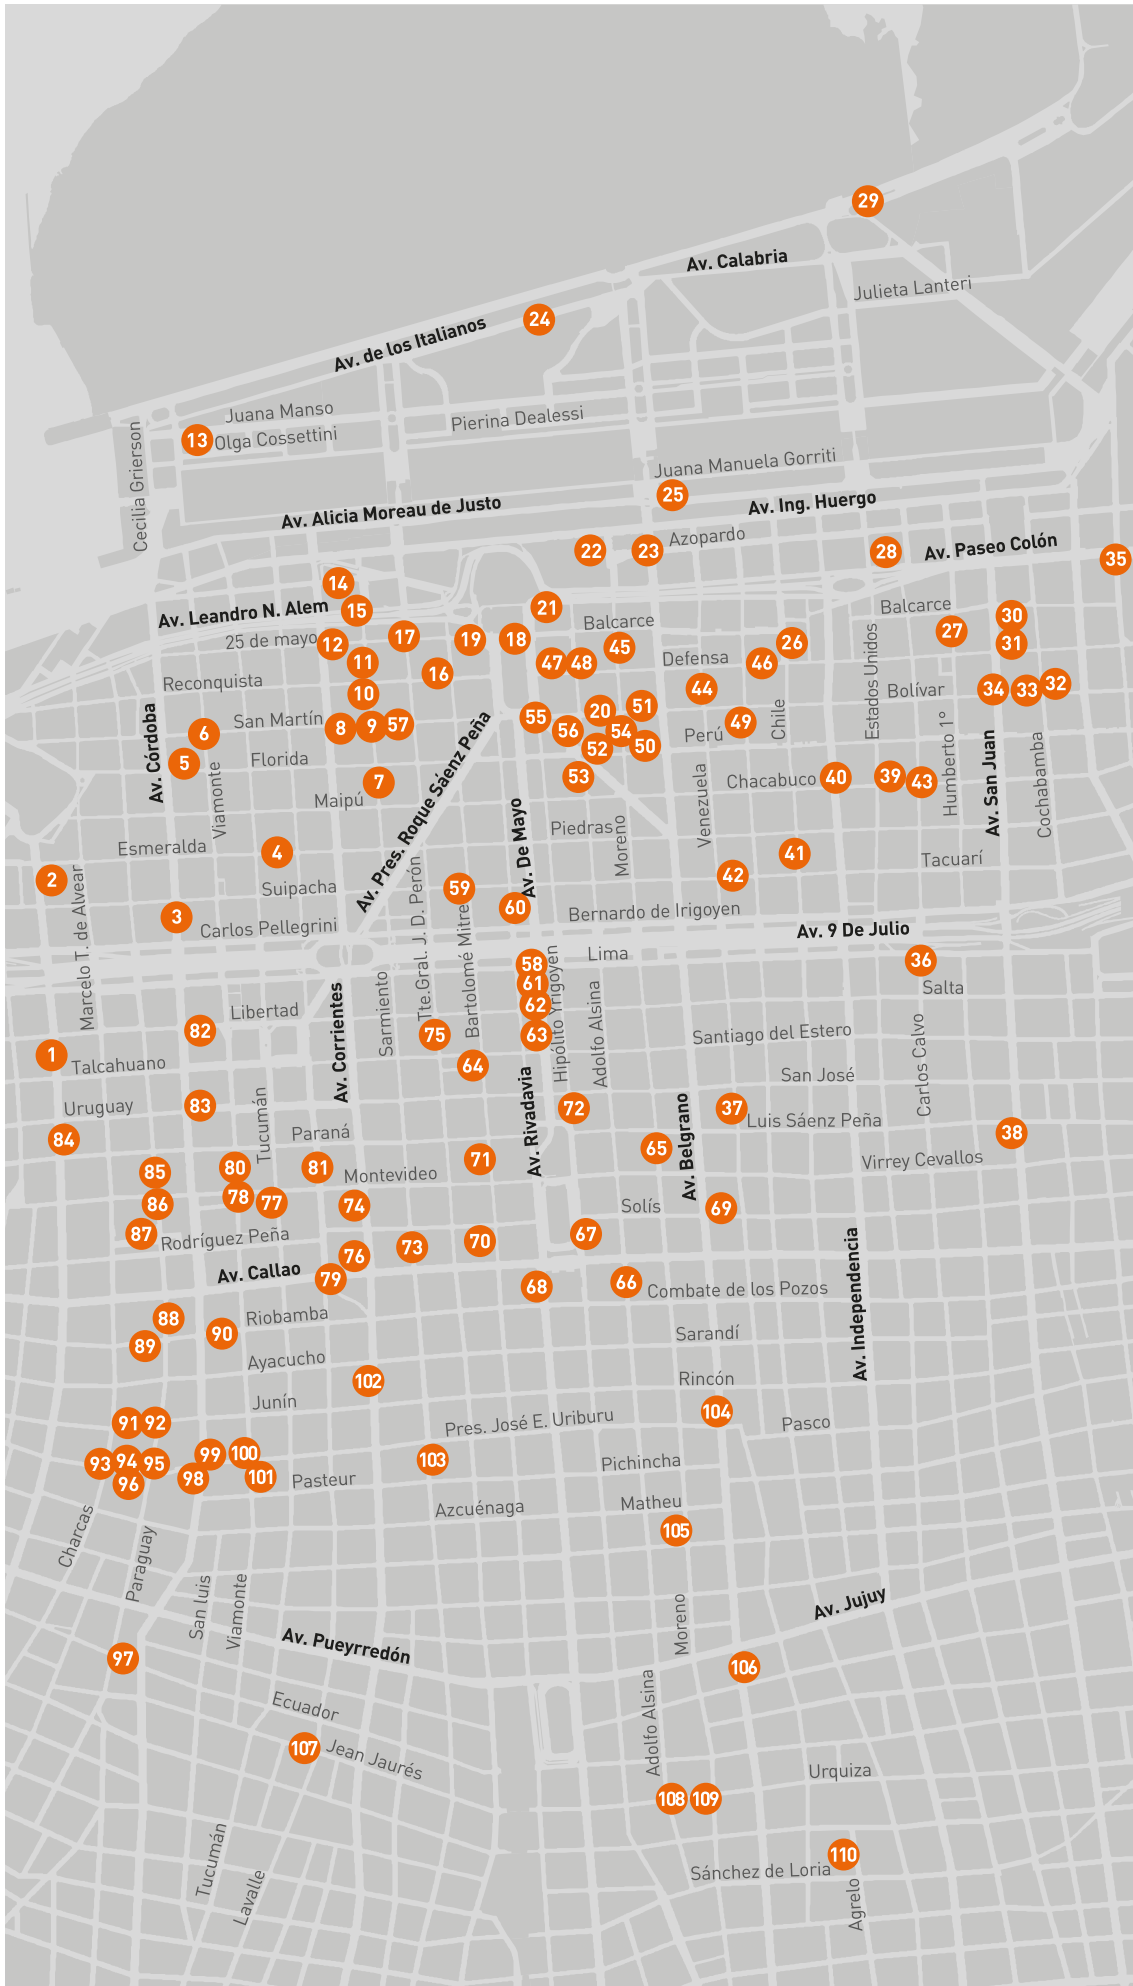 29
Av. Calabria
Julieta Lanteri
24
Av. de los Italianos
Juana Manso
13
Olga Cossettini
Pierina Dealessi
Cecilia Grierson
Juana Manuela Gorriti
25
Av. Ing. Huergo
Av. Alicia Moreau de Justo
Azopardo
22
23
28
Av. Paseo Colón
35
14
15
Av. Leandro N. Alem
21
Balcarce
Balcarce
30
27
31
25 de mayo
12
17
19
18
45
26
11
16
47
48
Defensa
46
Estados Unidos
Reconquista
10
44
Bolívar
34
33
32
San Martín
8
9
57
55
20
51
56
54
49
Perú
Chile
6
52
50
Av. Córdoba
5
Florida
Viamonte
7
Maipú
53
Chacabuco
40
39
43
Humberto 1°
Av. San Juan
Cochabamba
Av. Pres. Roque Sáenz Peña
Av. De Mayo
Piedras
Moreno
Venezuela
Esmeralda
4
41
Tacuarí
2
Suipacha
42
59
60
Marcelo T. de Alvear
3
Carlos Pellegrini
Tte.Gral. J. D. Perón
Bartolomé Mitre
Bernardo de Irigoyen
Av. 9 De Julio
Lima
58
36
61
Salta
62
Libertad
82
Av. Corrientes
Sarmiento
75
63
Hipólito Yrigoyen
Adolfo Alsina
Santiago del Estero
1
Talcahuano
64
San José
Carlos Calvo
Uruguay
83
Tucumán
Av. Rivadavia
72
Av. Belgrano
37
Luis Sáenz Peña
84
Paraná
65
38
Virrey Cevallos
85
80
81
Montevideo
71
86
78
77
74
Solís
69
87
Rodríguez Peña
73
70
67
76
Av. Callao
79
68
66
Combate de los Pozos
Av. Independencia
88
Riobamba
89
90
Sarandí
Ayacucho
102
Rincón
Junín
91
92
104
Pres. José E. Uriburu
Pasco
93
94
95
99
100
103
Pichincha
96
98
101
Pasteur
Azcuénaga
Matheu
105
Charcas
Paraguay
San luis
Viamonte
Moreno
Av. Jujuy
Av. Pueyrredón
97
106
Ecuador
Adolfo Alsina
107
Jean Jaurés
Urquiza
108
109
Tucumán
Lavalle
110
Sánchez de Loria
Agrelo